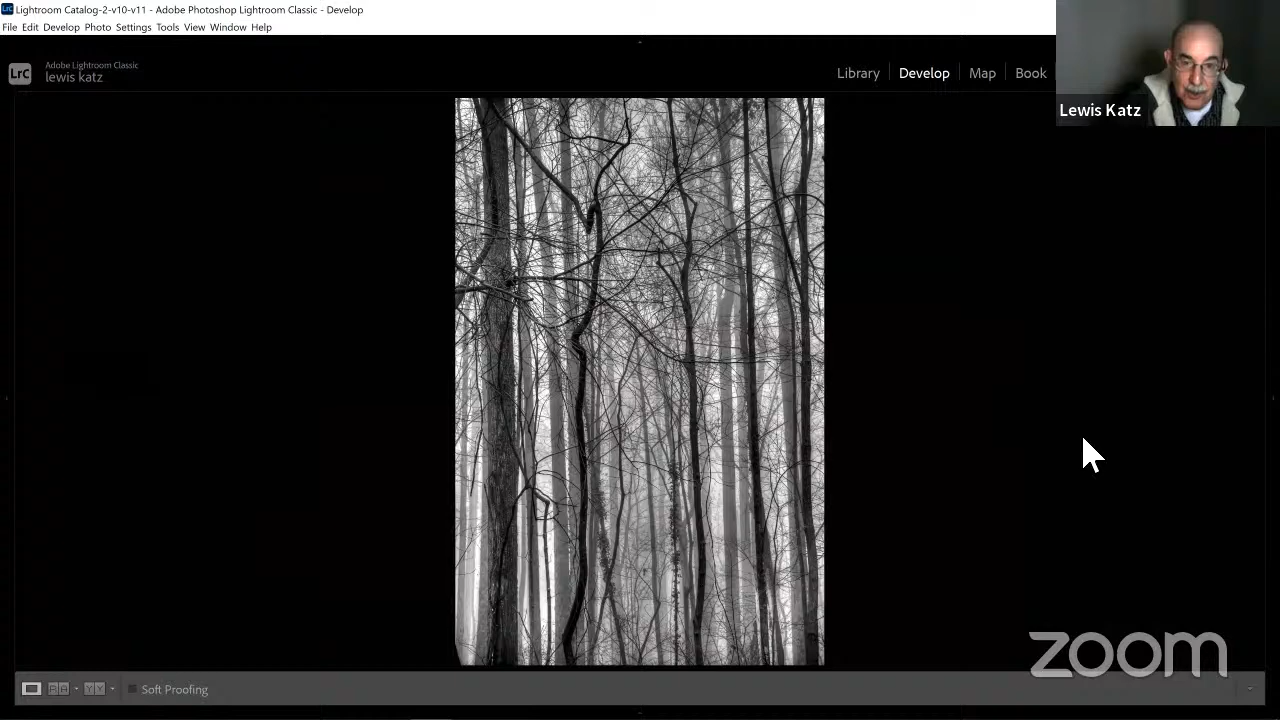 Lightroom Catalog-2-v10-v11 - Adobe Photoshop Lightroom Classic - Develop
File Edit Develop Photo Settings Tools View Window Help
LrC
Adobe Lightroom Classic
lewis katz
Library Develop Map Book
Lewis Katz
zoom
Soft Proofing